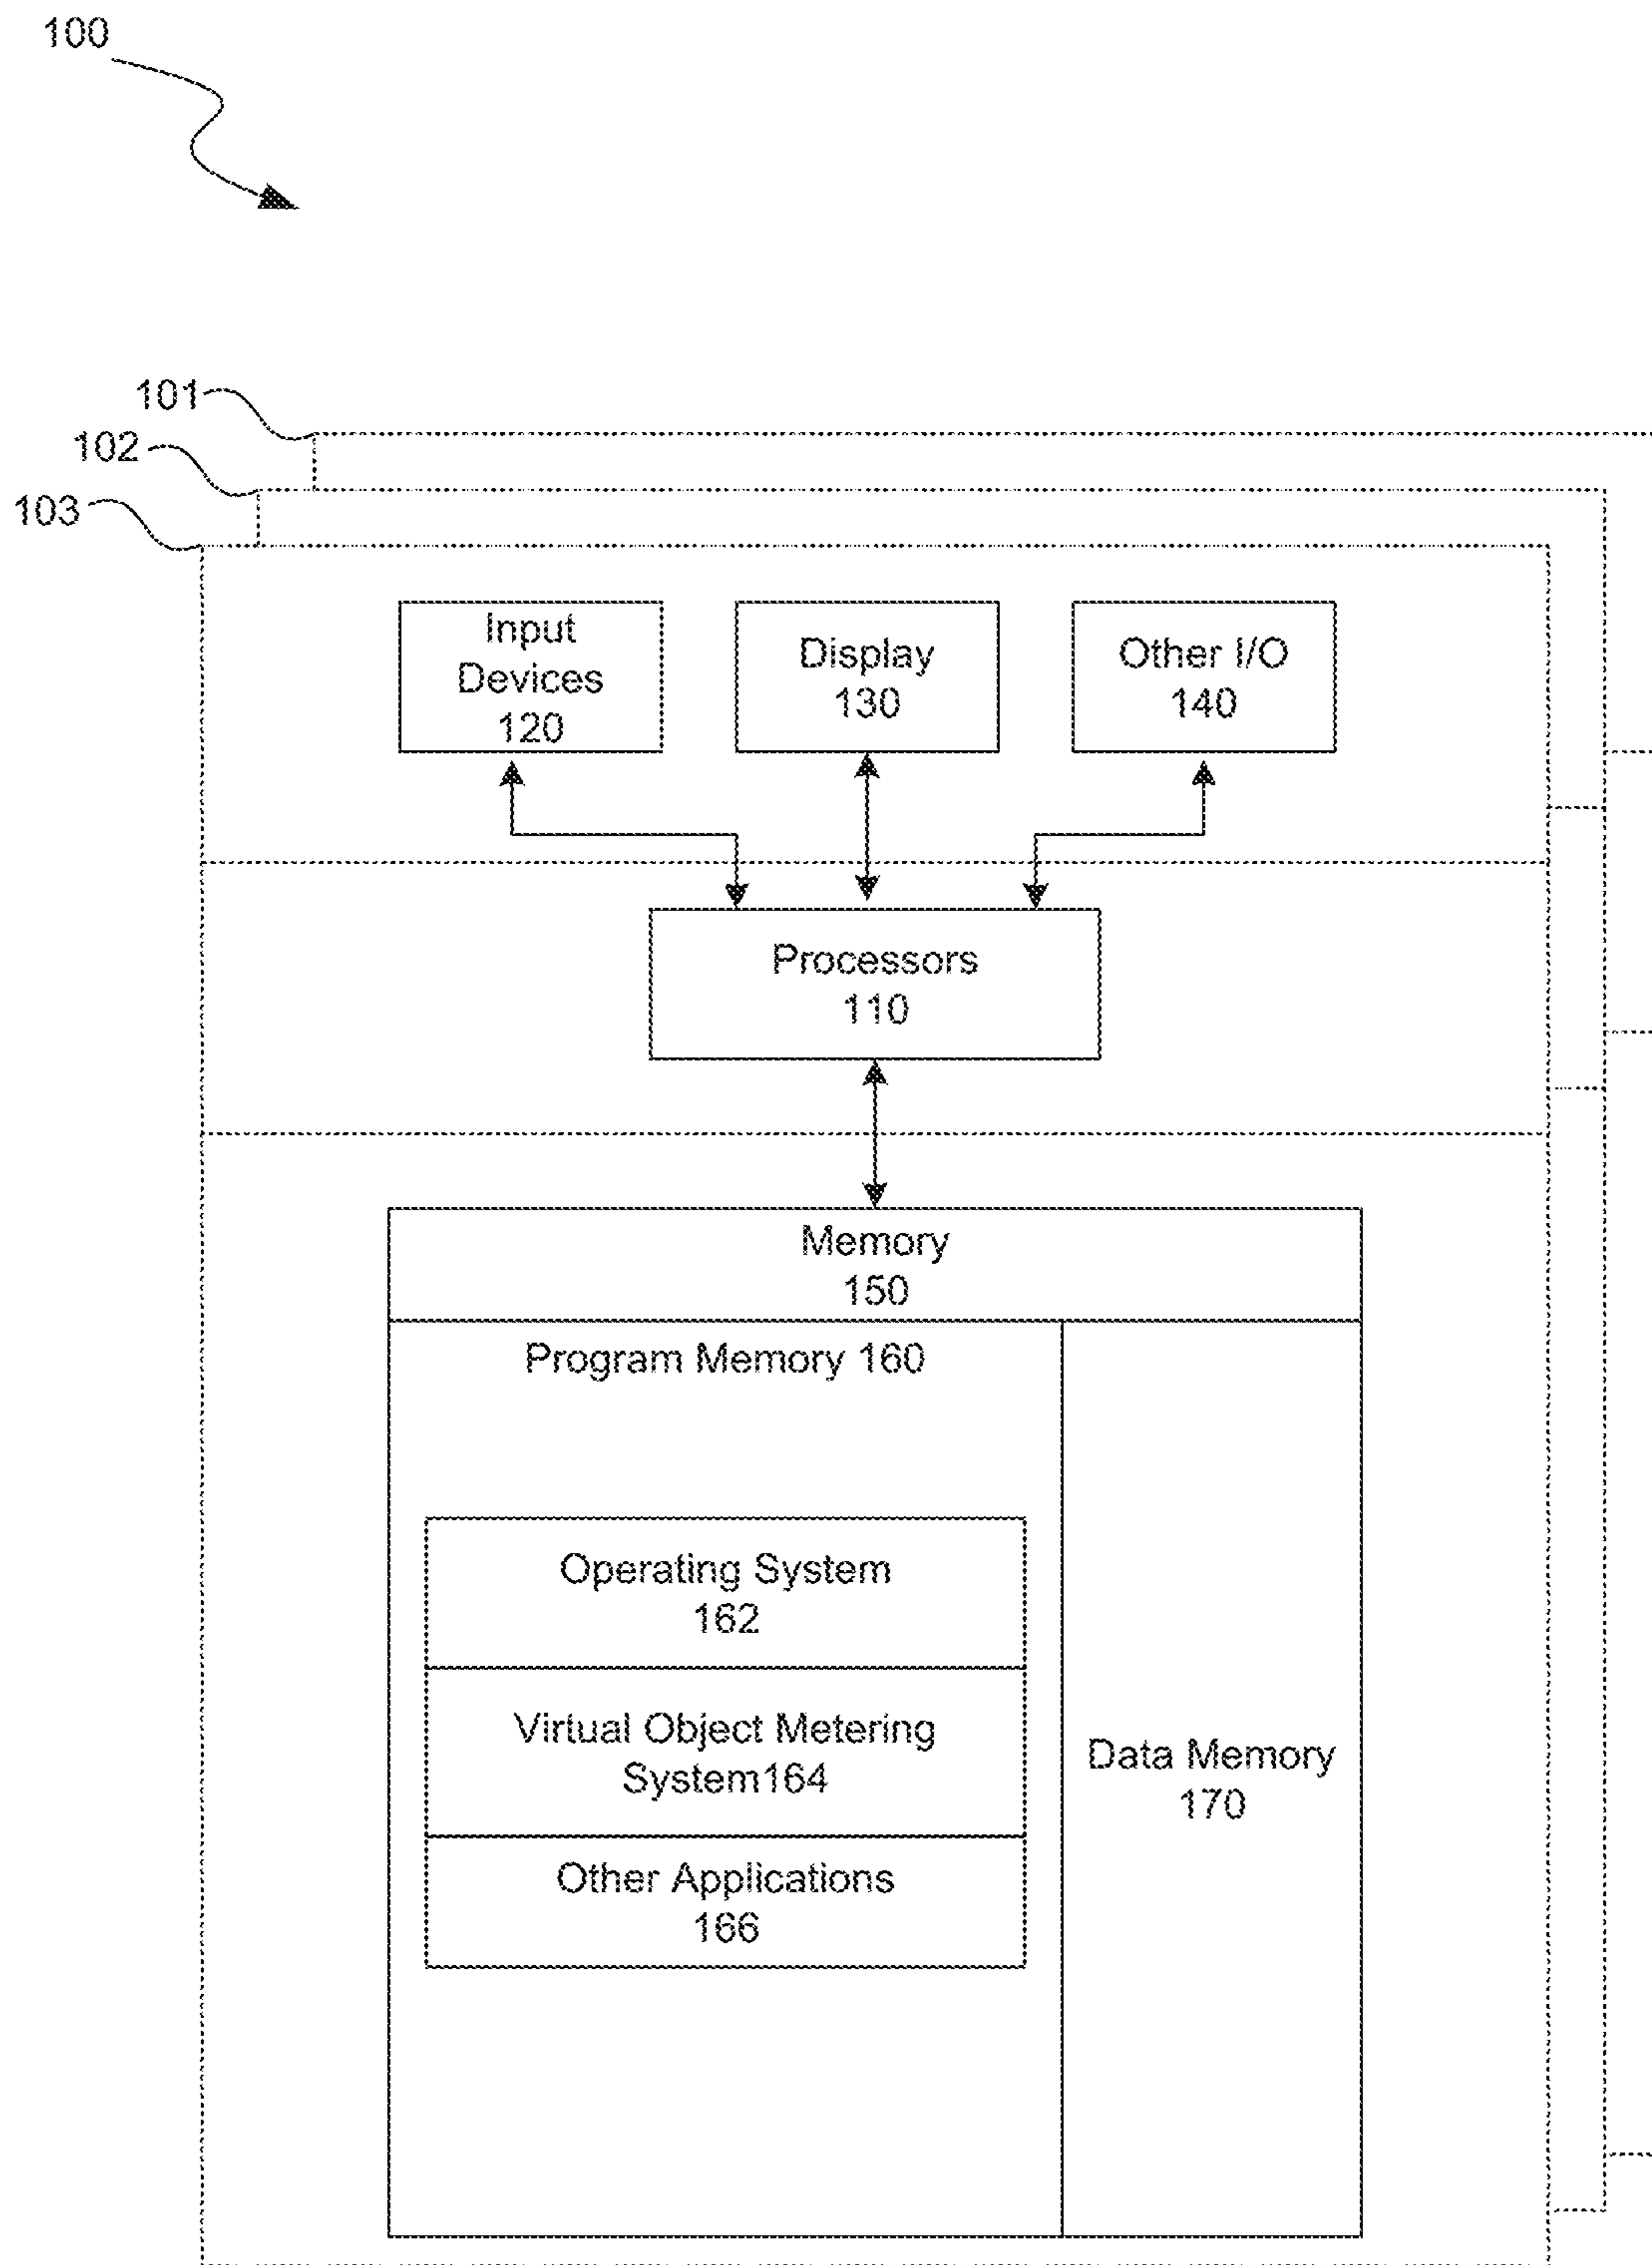 100
101
102
103
Input
Devices
120
Display
130
Other I/O
140
Processors
110
Memory
150
Program Memory 160
Operating System
162
Virtual Object Metering
System164
Other Applications
166
Data Memory
170